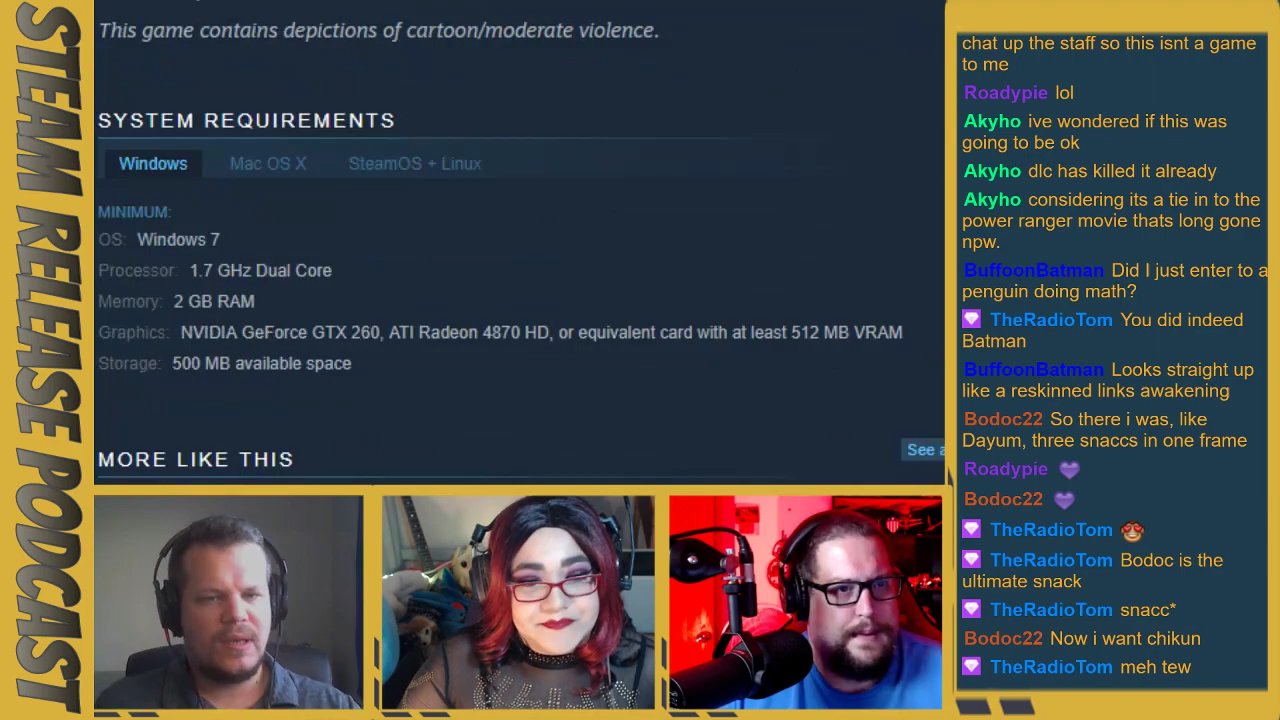 STEAM RELEASE PODCAST
This game contains depictions of cartoon/moderate violence.
SYSTEM REQUIREMENTS
Windows Mac OS X SteamOS + Linux
MINIMUM:
OS: Windows 7
Processor: 1.7 GHz Dual Core
Memory: 2 GB RAM
Graphics: NVIDIA GeForce GTX 260, ATI Radeon 4870 HD, or equivalent card with at least 512 MB VRAM
Storage: 500 MB available space
See a
MORE LIKE THIS
chat up the staff so this isnt a game
to me
Roadypie lol
Akyho ive wondered if this was
going to be ok
Akyho dlc has killed it already
Akyho considering its a tie in to the
power ranger movie thats long gone
npw.
BuffoonBatman Did I just enter to a
penguin doing math?
TheRadioTom You did indeed
Batman
BuffoonBatman Looks straight up
like a reskinned links awakening
Bodoc22 So there i was, like
Dayum, three snaccs in one frame
Roadypie
Bodoc22
TheRadioTom
TheRadioTom Bodoc is the
ultimate snack
TheRadioTom snacc*
Bodoc22 Now i want chikun
TheRadioTom meh tew